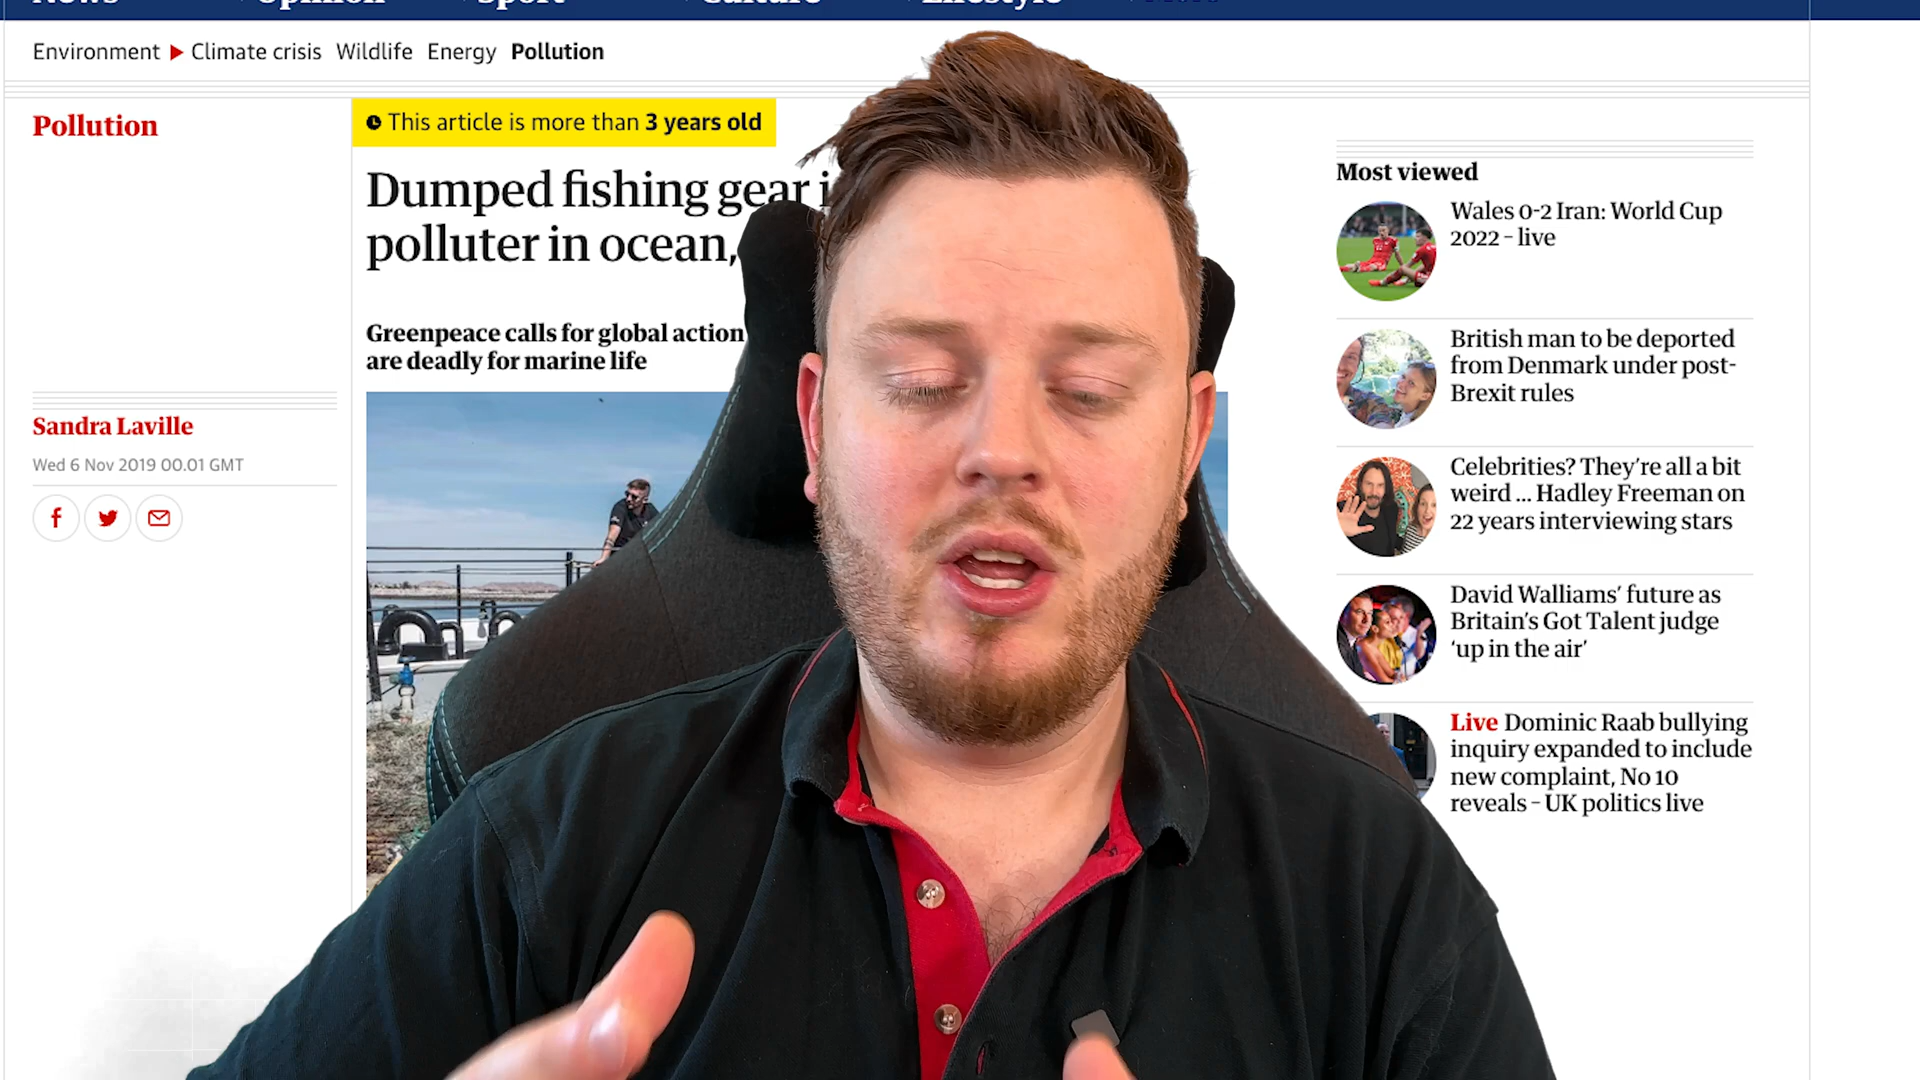 News Opinion Sport Culture Lifestyle
Environment Climate crisis Wildlife Energy Pollution
Pollution
This article is more than 3 years old
Dumped fishing gear
polluter in ocean,
Greenpeace calls for global action
are deadly for marine life
Sandra Laville
Wed 6 Nov 2019 00.01 GMT
Most viewed
Wales 0-2 Iran: World Cup
2022 – live
British man to be deported
from Denmark under post-
Brexit rules
Celebrities? They’re all a bit
weird ... Hadley Freeman on
22 years interviewing stars
David Walliams’ future as
Britain’s Got Talent judge
‘up in the air’
Live Dominic Raab bullying
inquiry expanded to include
new complaint, No 10
reveals – UK politics live